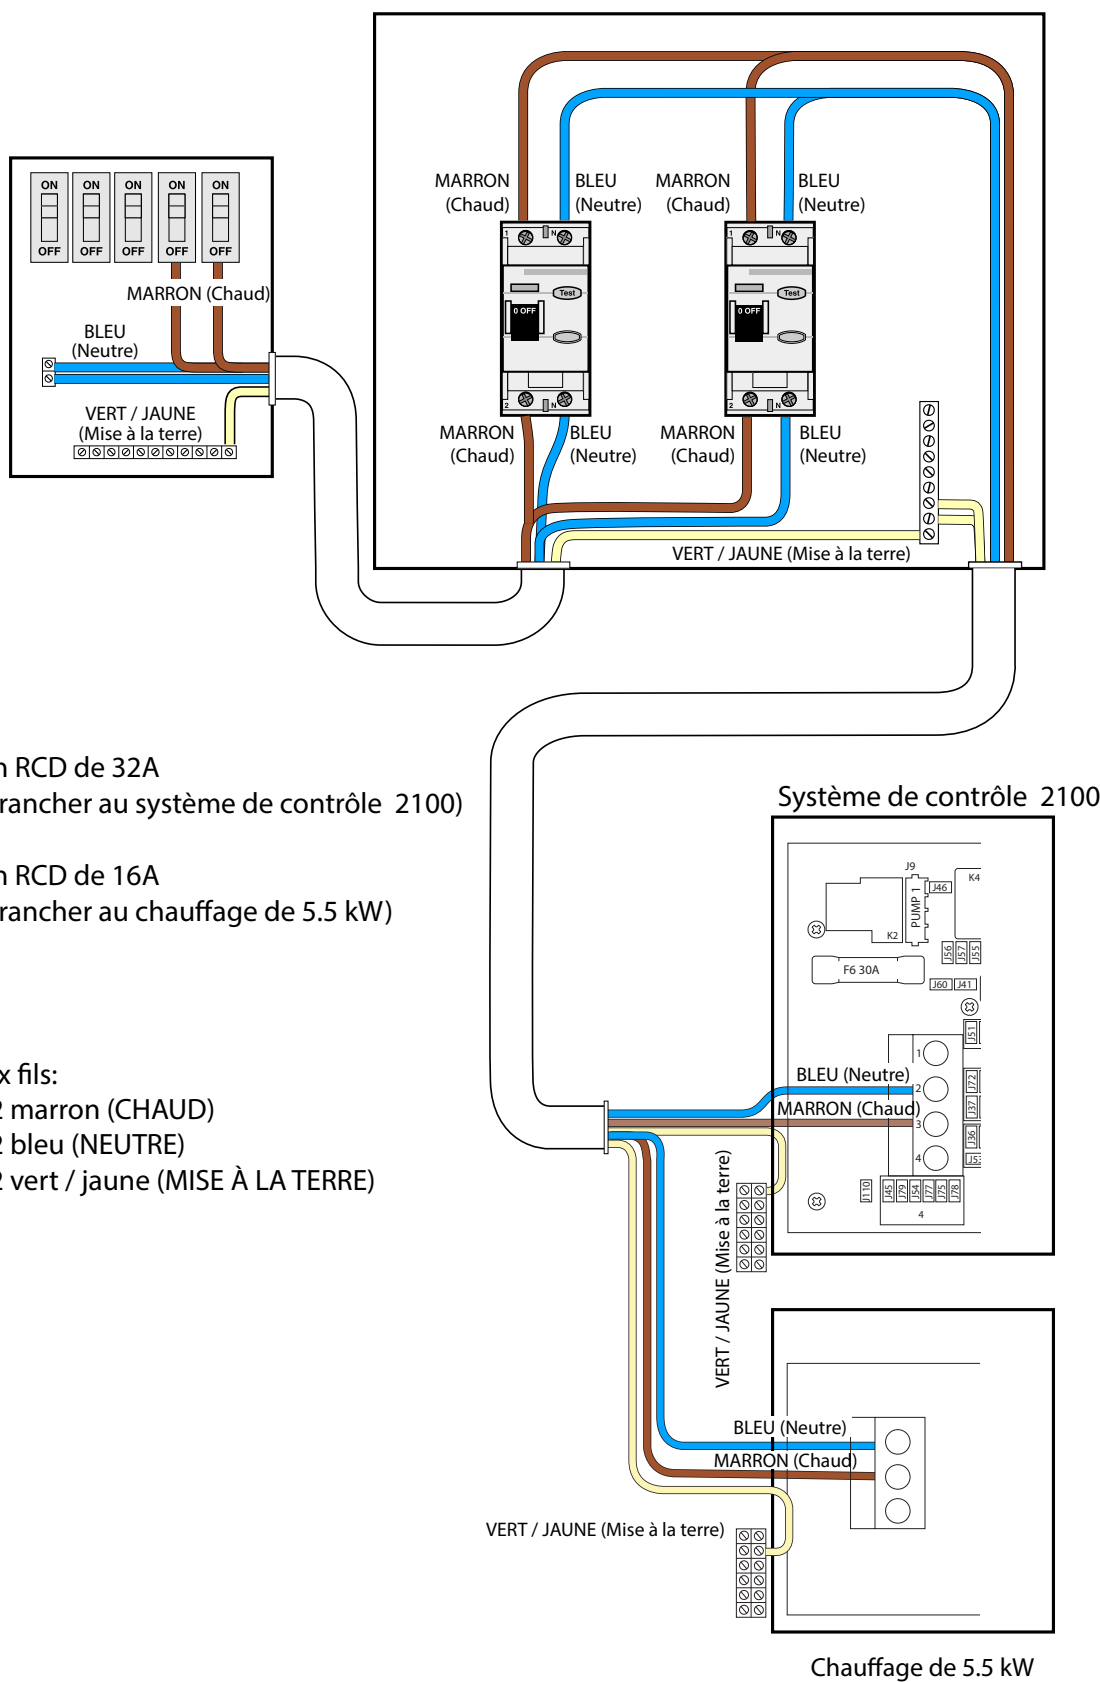 MARRON
(Chaud)
BLEU
(Neutre)
MARRON
(Chaud)
BLEU
(Neutre)
ON
ON
ON
ON
ON
OFF
OFF
OFF
OFF
OFF
1
N
1
N
Test
Test
0 OFF
0 OFF
2
N
2
N
MARRON (Chaud)
BLEU
(Neutre)
VERT / JAUNE
(Mise à la terre)
MARRON
(Chaud)
BLEU
(Neutre)
MARRON
(Chaud)
BLEU
(Neutre)
VERT / JAUNE (Mise à la terre)
RCD de 32A
au système de contrôle 2100)
RCD de 16A
au chauffage de 5.5 kW)
fils:
2 marron (CHAUD)
2 bleu (NEUTRE)
2 vert / jaune (MISE À LA TERRE)
Système de contrôle 2100
J9
PUMP 1
J46
K4
K2
J56
J57
J55
F6 30A
J60
J41
J51
1
BLEU (Neutre)
2
J72
MARRON (Chaud)
J37
3
J36
4
J110
J45
J79
J54
J77
J75
J78
4
VERT / JAUNE (Mise à la terre)
BLEU (Neutre)
MARRON (Chaud)
VERT / JAUNE (Mise à la terre)
Chauffage de 5.5 kW